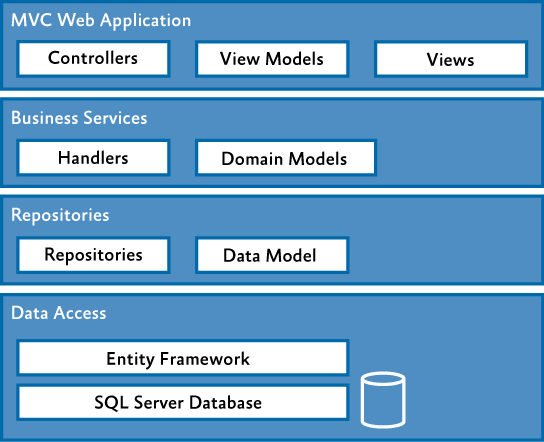 MVC Web Application
Controllers
View Models
Views
Business Services
Handlers
Domain Models
Repositories
Repositories
Data Model
Data Access
Entity Framework
SQL Server Database